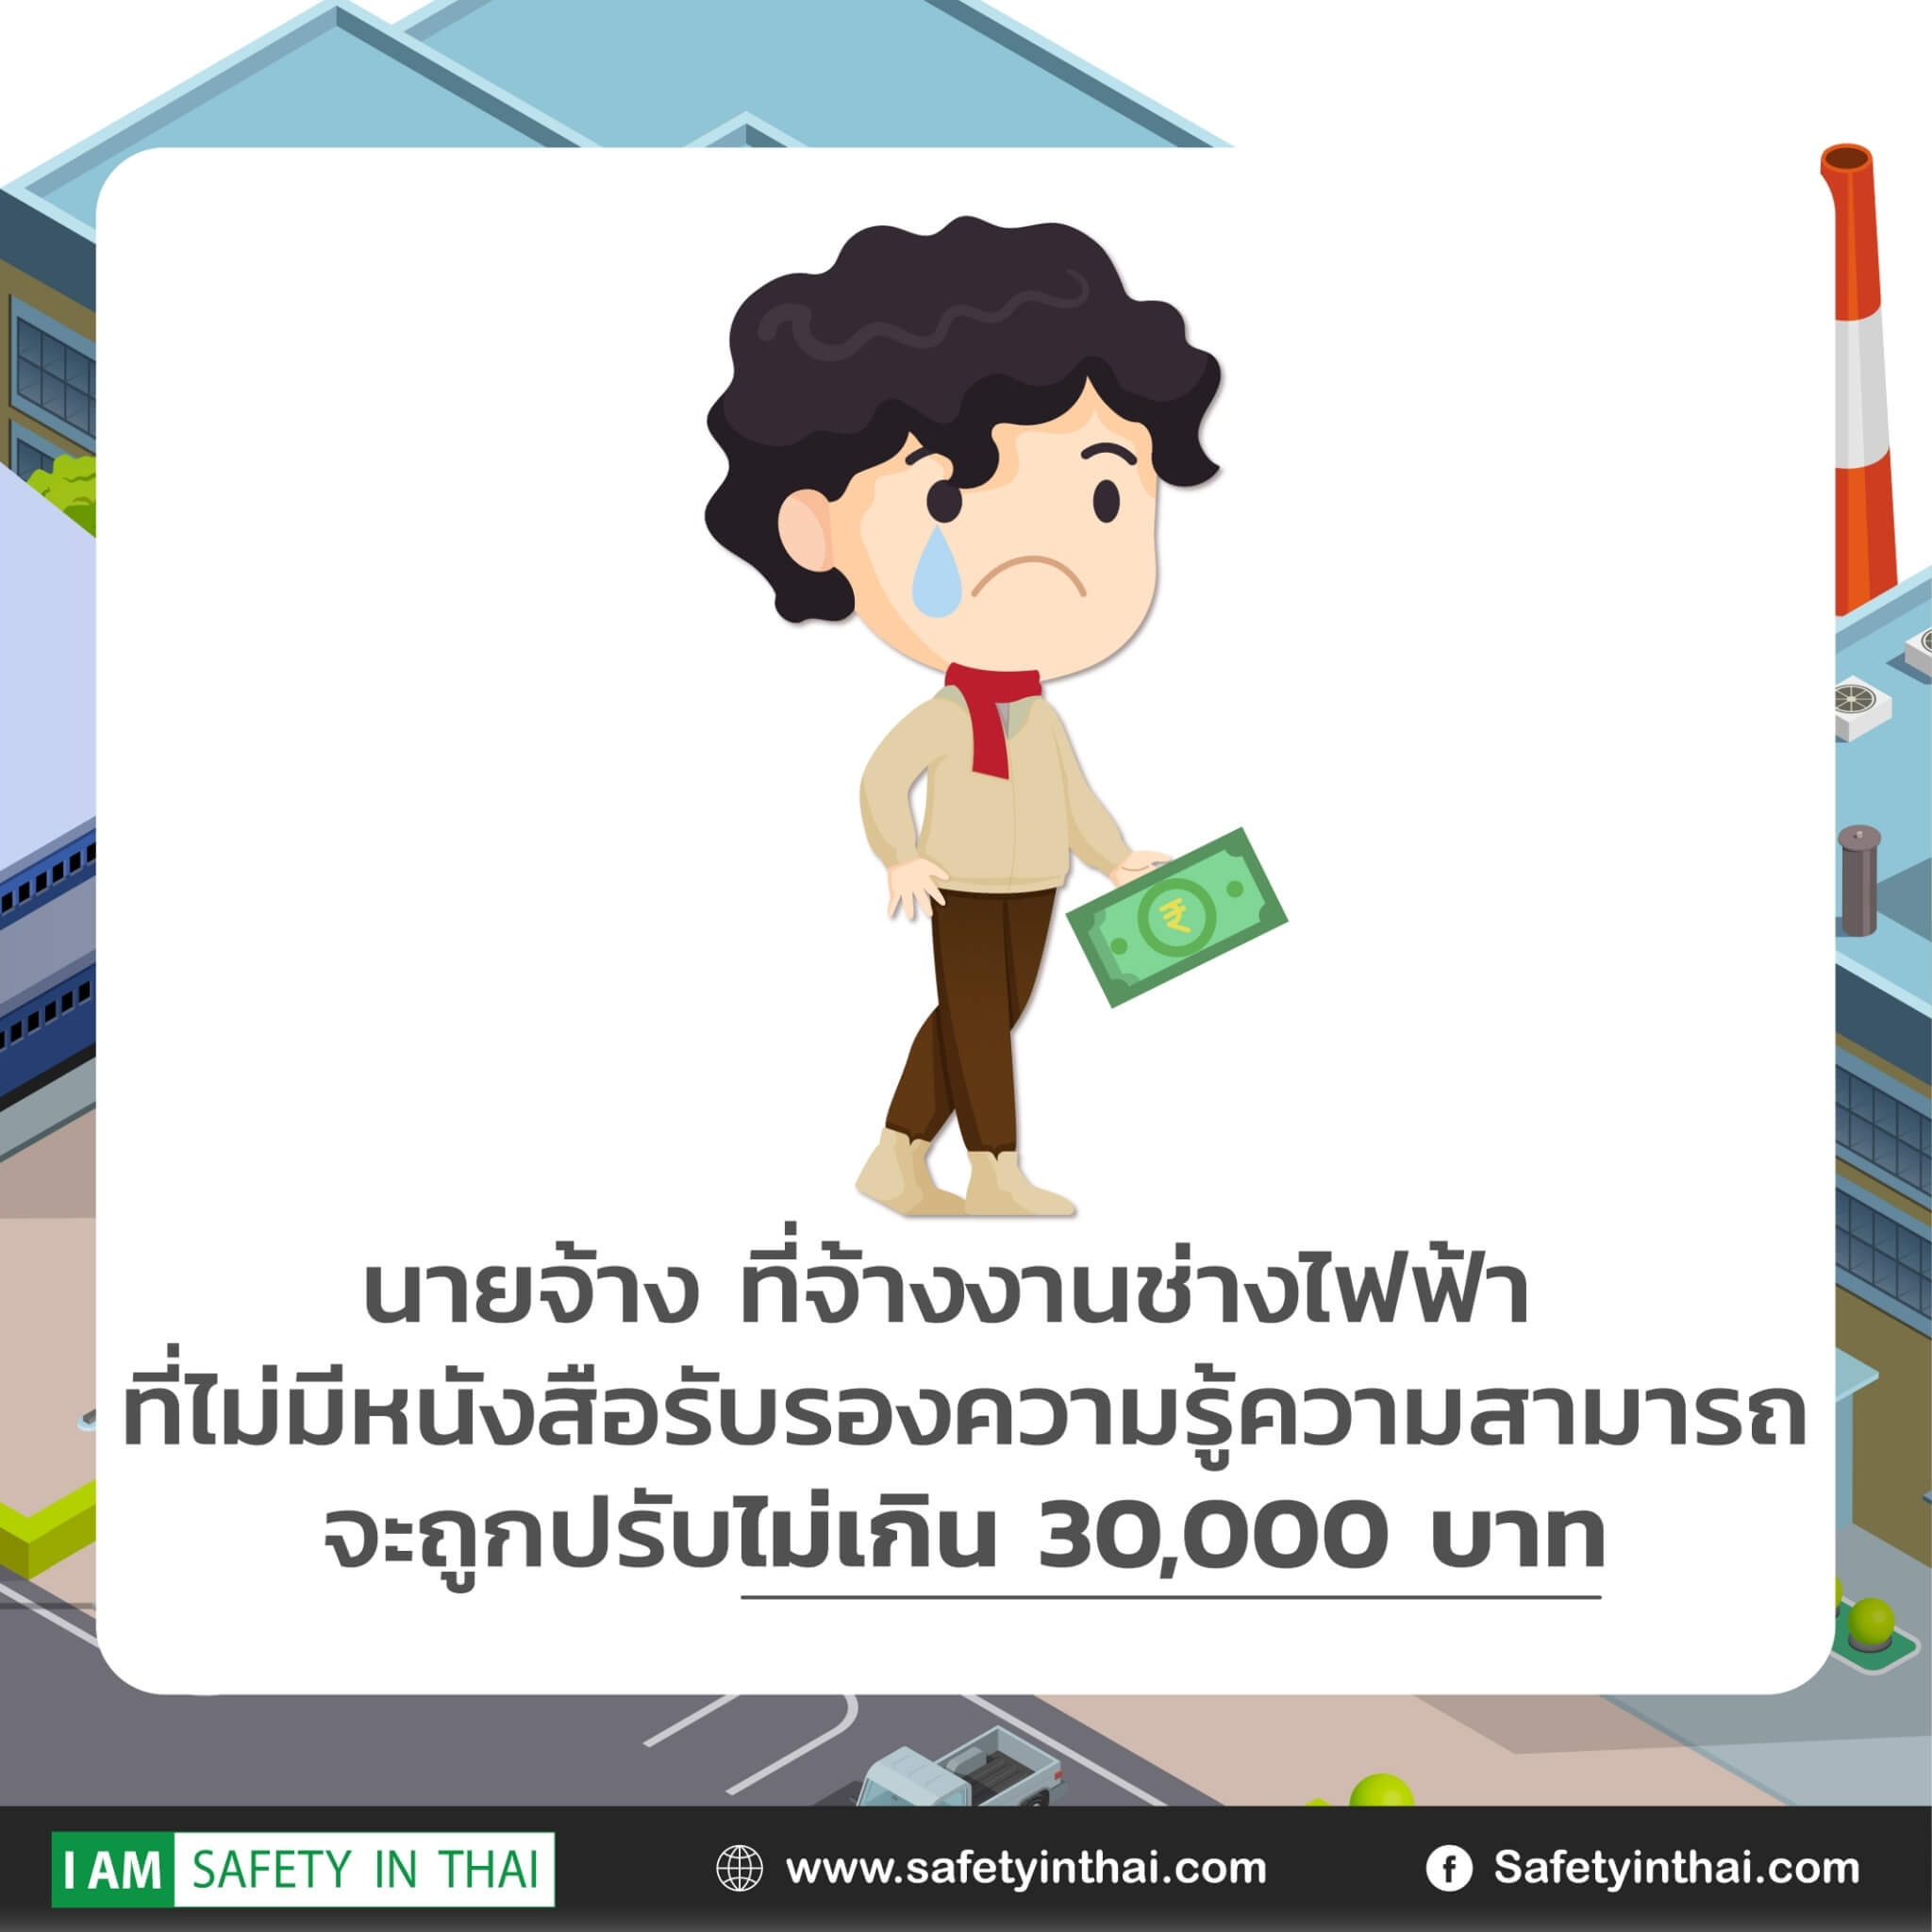 นายจ้าง ที่จ้างงานช่างไฟฟ้า
ที่ไม่มีหนังสือรับรองความรู้ความสามารถ
จะถูกปรับไม่เกิน 30,000 บาท
I AM SAFETY IN THAI
www.safetyinthai.com
Safetyinthai.com